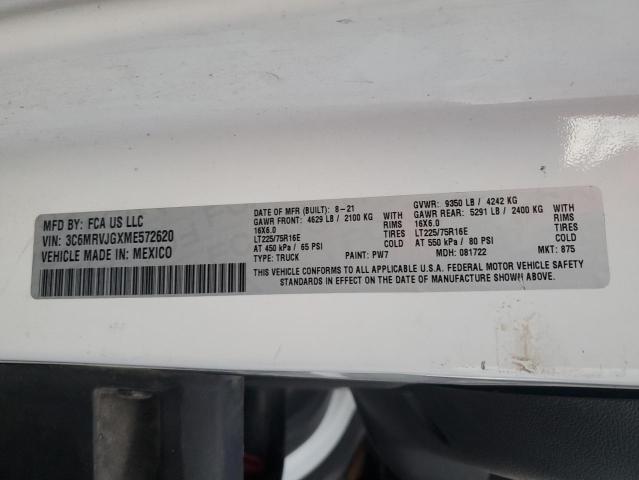 MFD BY: FCA US LLC
VIN: 3C6MRVJGXME572620
VEHICLE MADE IN: MEXICO
DATE OF MFR (BUILT): 8-21
GVWR: 9350 LB / 4242 KG
GAWR FRONT: 4629 LB / 2100 KG WITH
GAWR REAR: 5291 LB / 2400 KG WITH
16X6.0 RIMS
16X6.0 RIMS
LT225/75R16E TIRES
LT225/75R16E TIRES
AT 450 kPa / 65 PSI COLD
AT 550 kPa / 80 PSI COLD
TYPE: TRUCK PAINT: PW7 MDH: 081722 MKT: 875
THIS VEHICLE CONFORMS TO ALL APPLICABLE U.S.A. FEDERAL MOTOR VEHICLE SAFETY
STANDARDS IN EFFECT ON THE DATE OF MANUFACTURE SHOWN ABOVE.